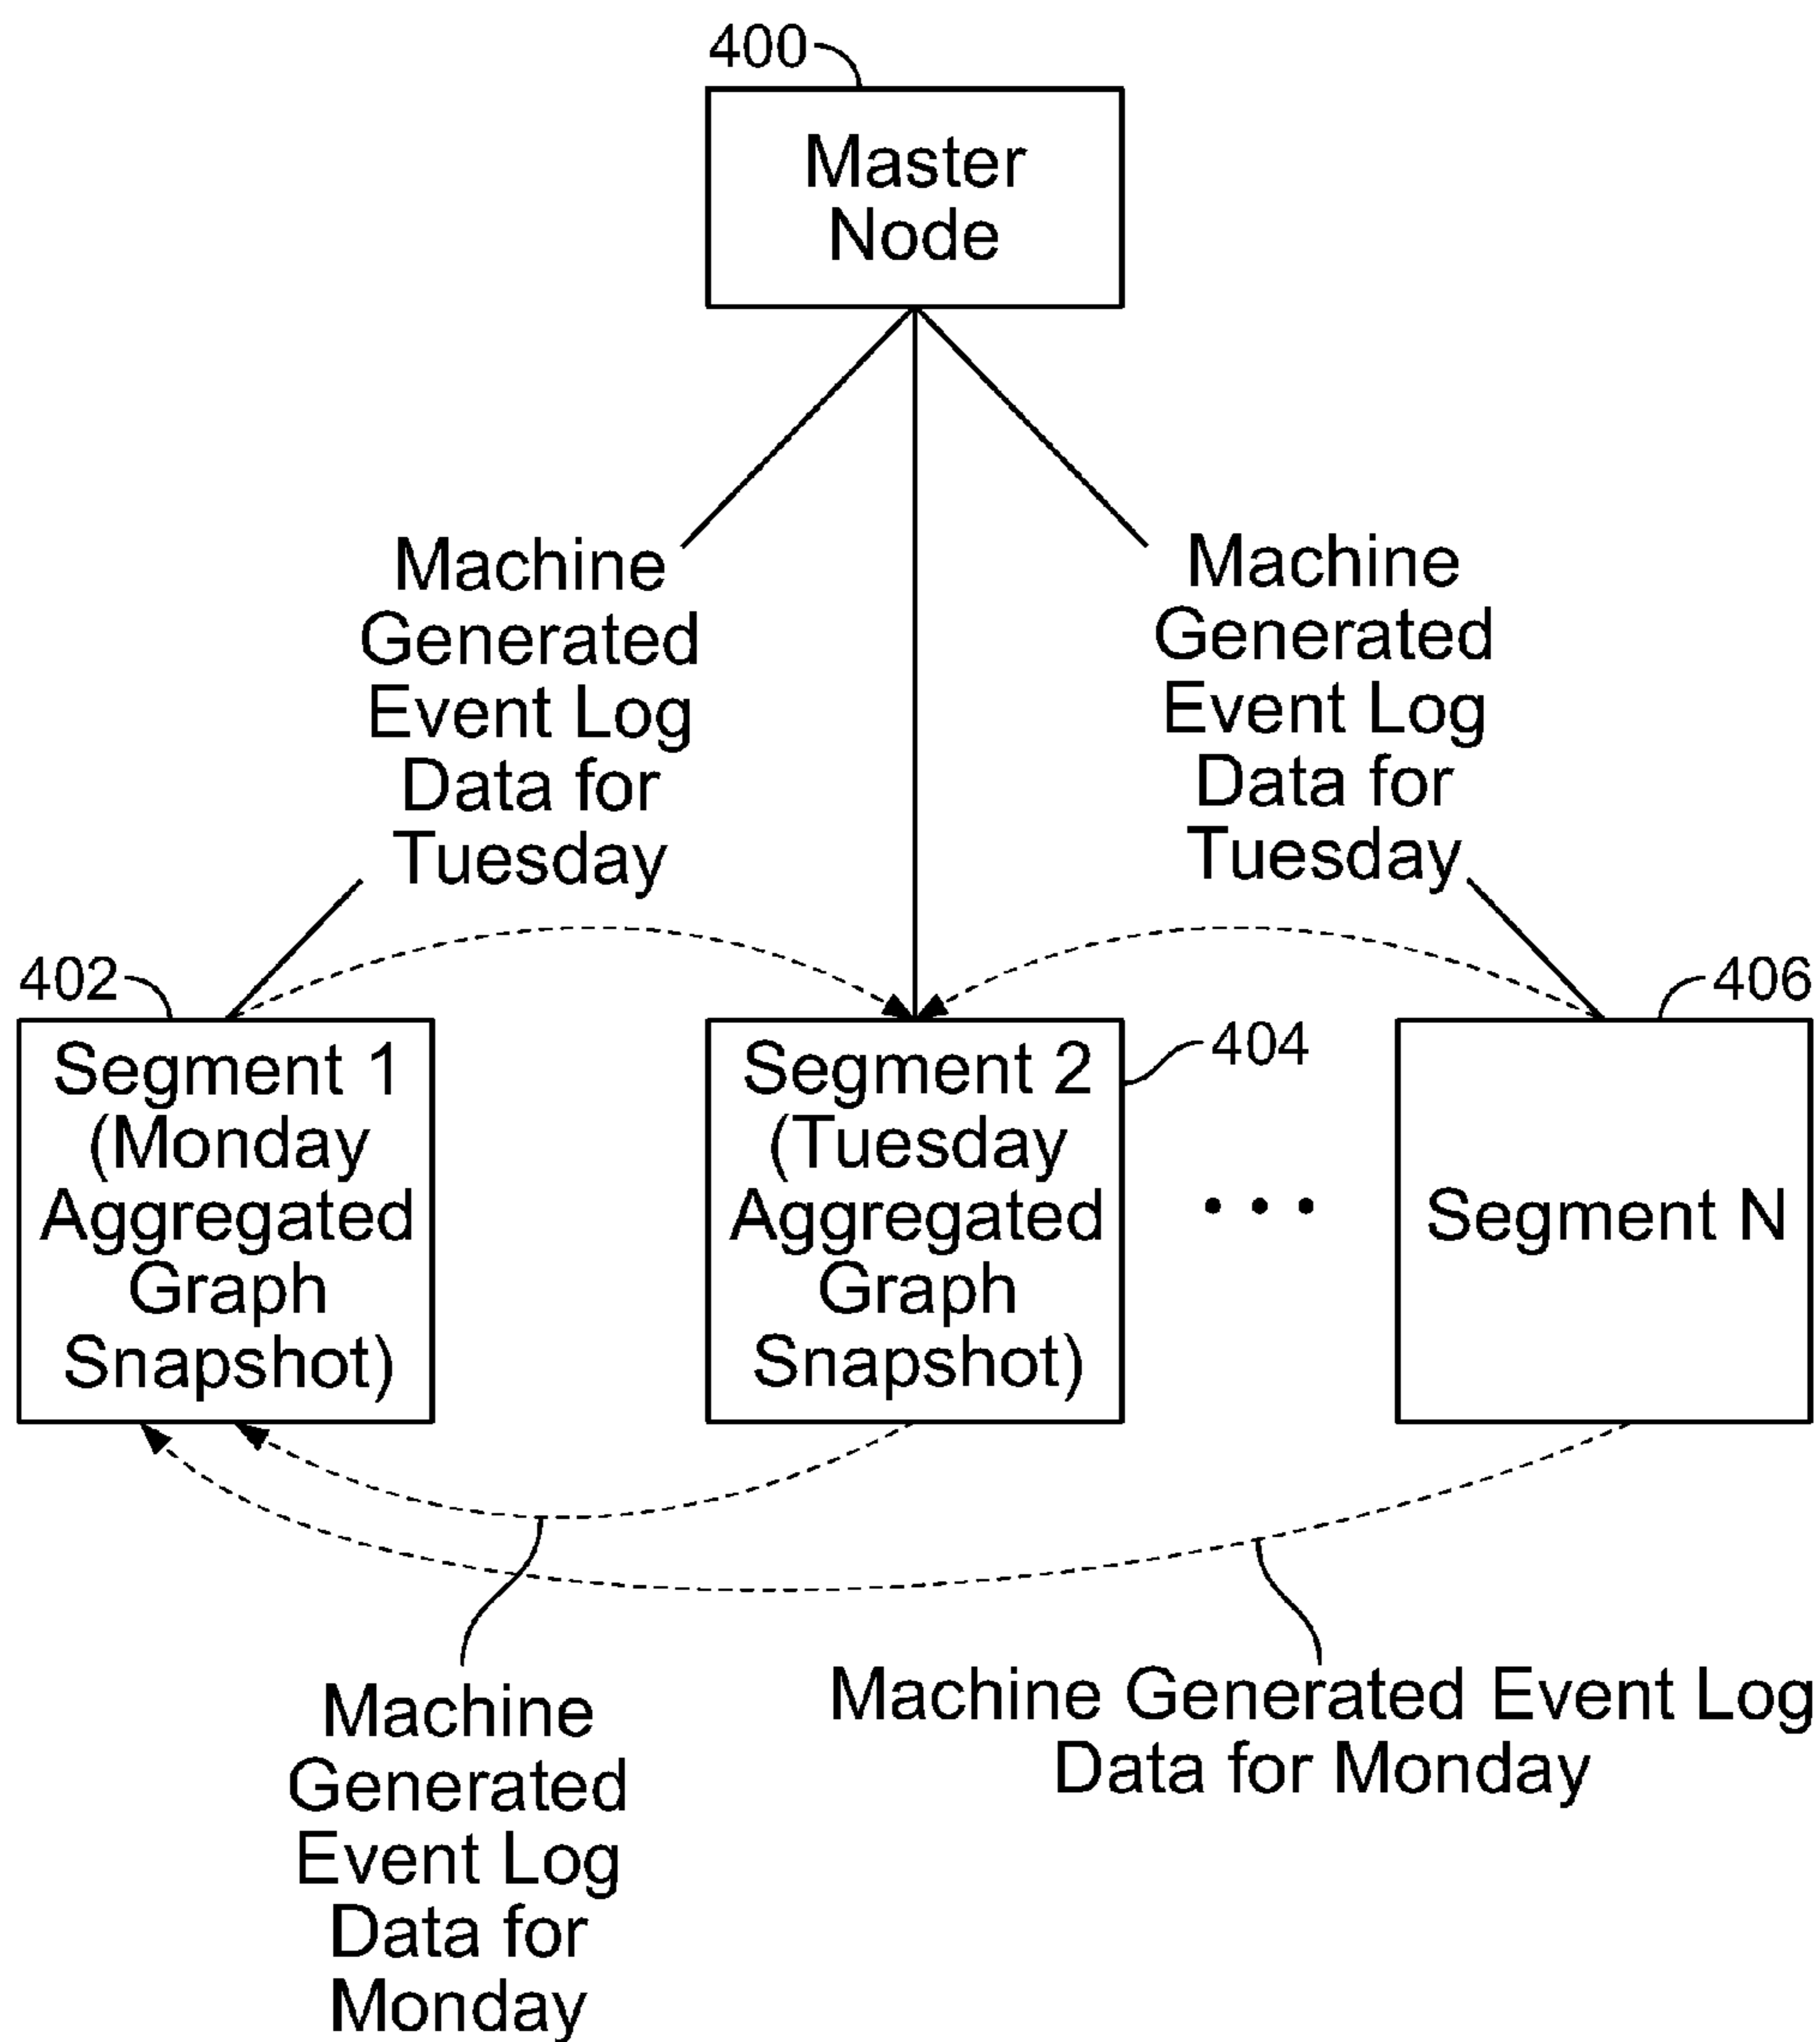 400
Master
Node
Machine
Generated
Event Log
Data for
Tuesday
Machine
Generated
Event Log
Data for
Tuesday
402
406
Segment 1
(Monday
Aggregated
Graph
Snapshot)
Segment 2
(Tuesday
Aggregated
Graph
Snapshot)
404
• • •
Segment N
Machine
Generated
Event Log
Data for
Monday
Machine Generated Event Log
Data for Monday